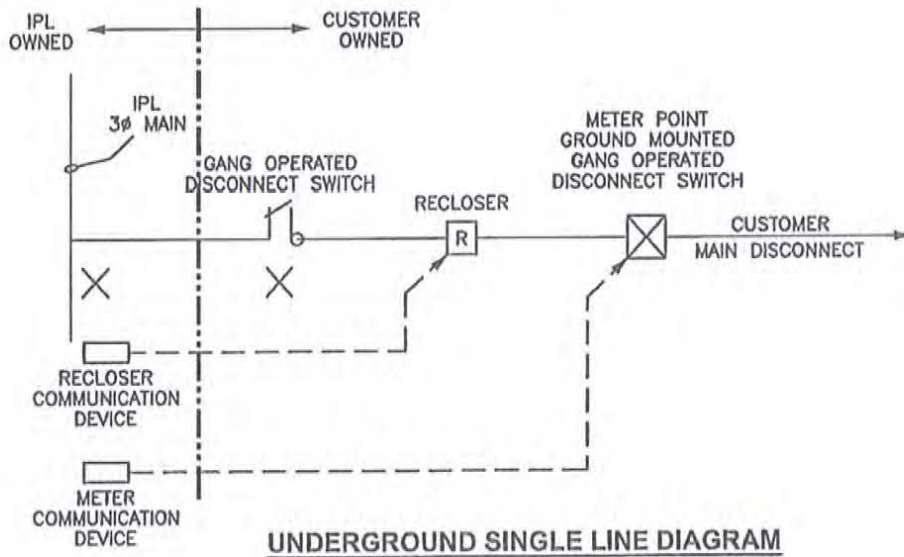 IPL
OWNED
CUSTOMER
OWNED
IPL
3ø MAIN
GANG OPERATED
DISCONNECT SWITCH
RECLOSER
R
METER POINT
GROUND MOUNTED
GANG OPERATED
DISCONNECT SWITCH
CUSTOMER
MAIN DISCONNECT
RECLOSER
COMMUNICATION
DEVICE
METER
COMMUNICATION
DEVICE
UNDERGROUND SINGLE LINE DIAGRAM